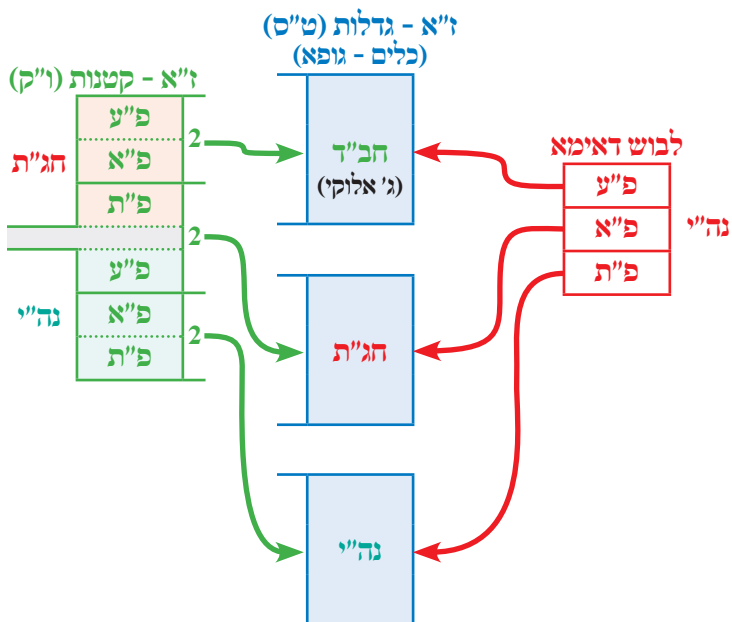 ז"א - גדלות (ט"ס)
(כלים - גופא)
לבוש דאימא
פ"ע
פ"א
פ"ת
נה"י
חב"ד
(ג' אלוקי)
חג"ת
נה"י
ז"א - קטנות (ו"ק)
פ"ע
פ"א
פ"ת
פ"ע
פ"א
פ"ת
2
2
2
חג"ת
נה"י